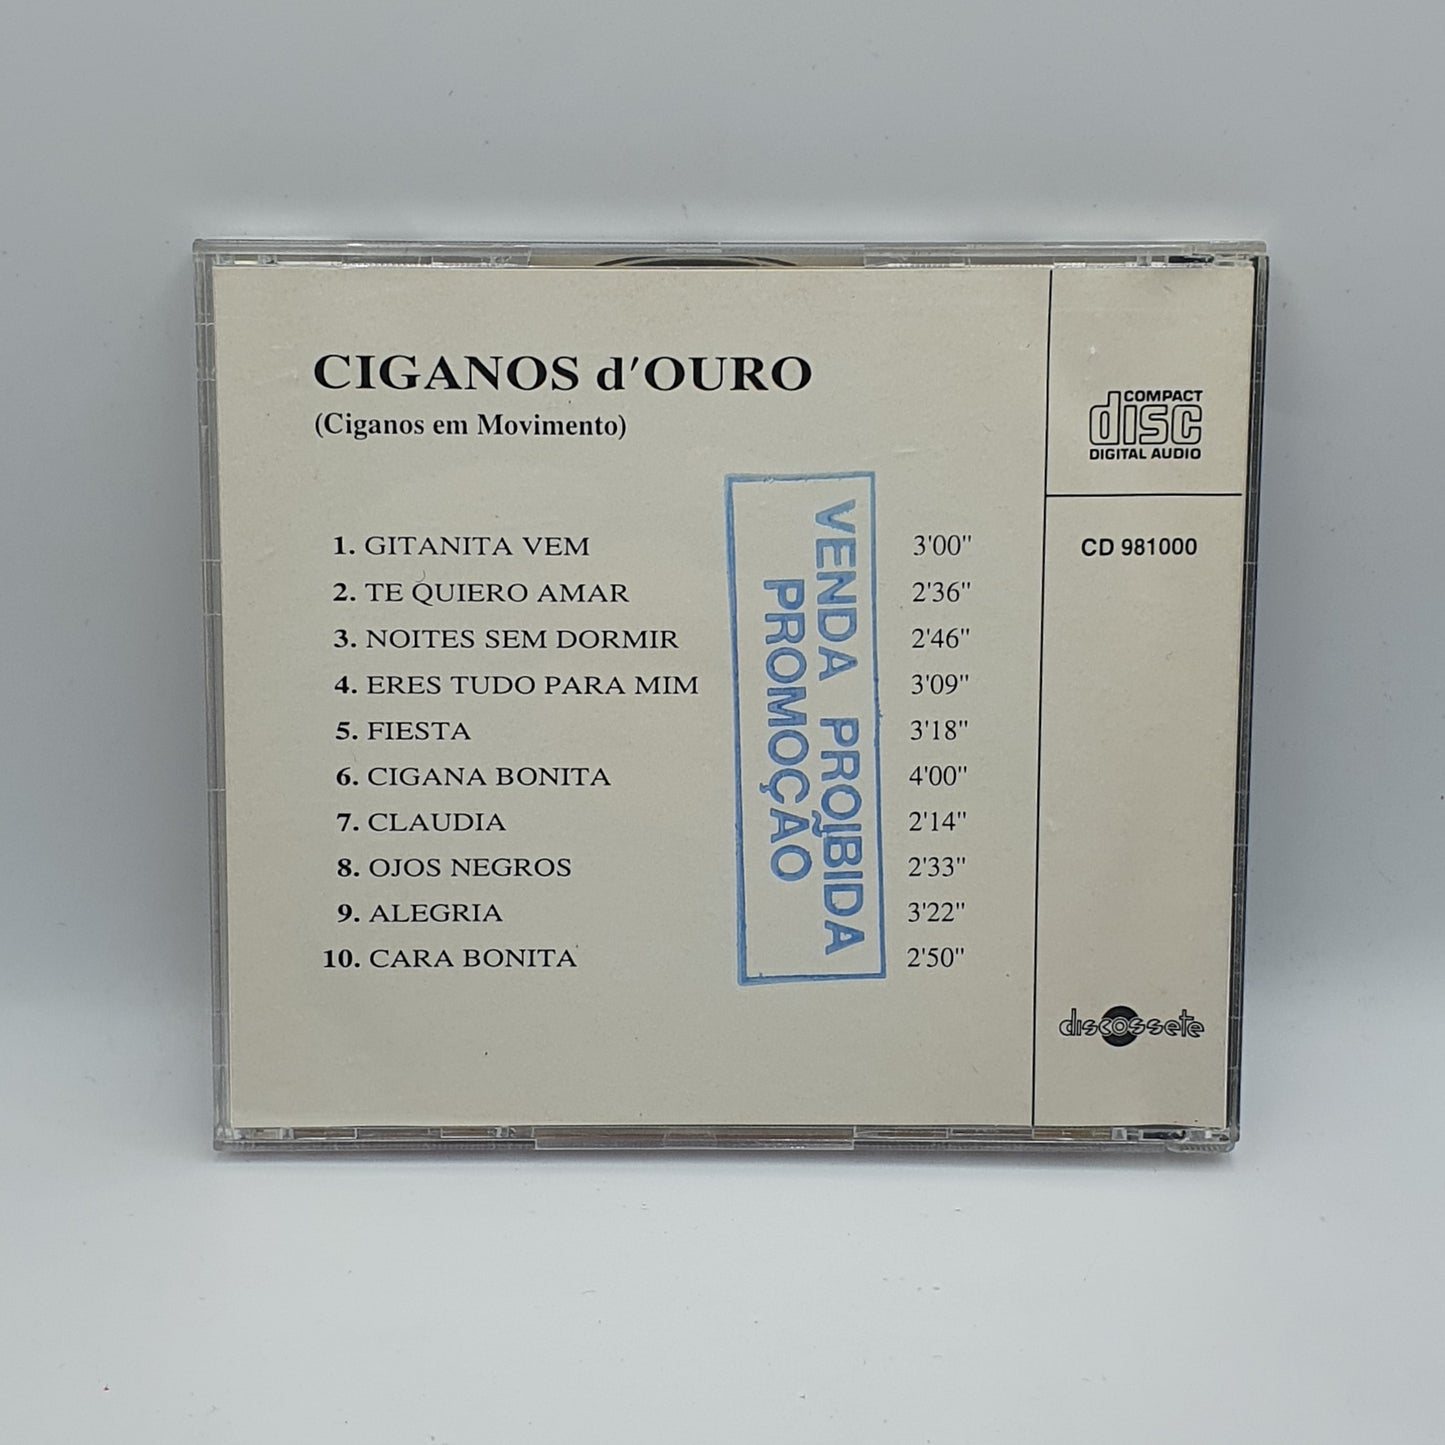 CIGANOS d'OURO
(Ciganos em Movimento)
1. GITANITA VEM 3'00"
2. TE QUIERO AMAR 2'36"
3. NOITES SEM DORMIR 2'46"
4. ERES TUDO PARA MIM 3'09"
5. FIESTA 3'18"
6. CIGANA BONITA 4'00"
7. CLAUDIA 2'14"
8. OJOS NEGROS 2'33"
9. ALEGRIA 3'22"
10. CARA BONITA 2'50"
VENDA PROIBIDA
PROMOÇÃO
COMPACT
disc
DIGITAL AUDIO
CD 981000
discossete